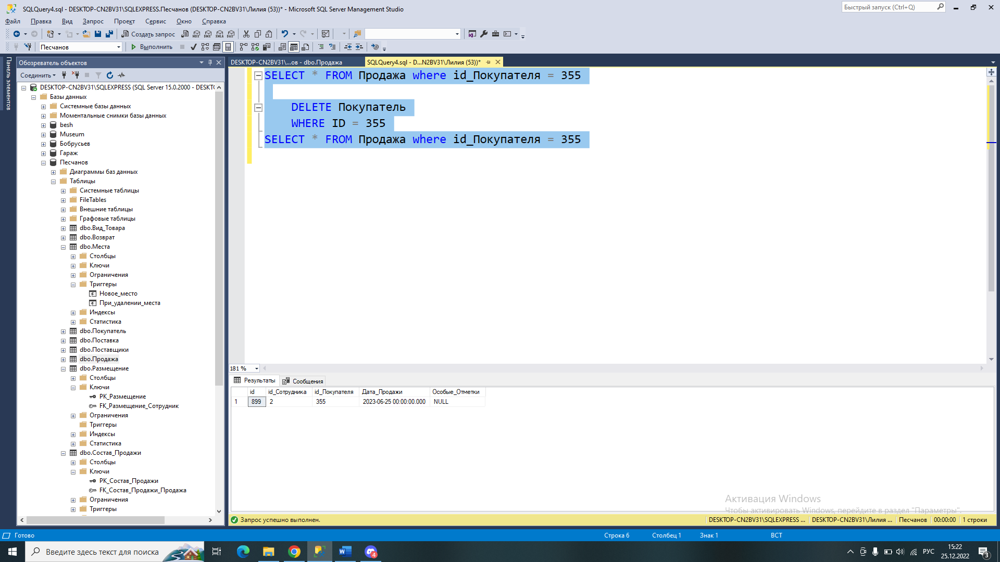 SQLQuery4.sql - DESKTOP-CN2BV31\SQLEXPRESS.Песчанов (DESKTOP-CN2BV31\Лилия (53))* - Microsoft SQL Server Management Studio
Быстрый запуск (Ctrl+Q)
Файл Правка Вид Запрос Проект Сервис Окно Справка
Создать запрос
MDX DMX XMLA DAX
Песчанов
Выполнить
Панель элементов
Обозреватель объектов
Соединить
DESKTOP-CN2BV31\SQLEXPRESS (SQL Server 15.0.2000 - DESKT
Базы данных
Системные базы данных
Моментальные снимки базы данных
besh
Museum
Бобрусьев
Гараж
Песчанов
Диаграммы баз данных
Таблицы
Системные таблицы
FileTables
Внешние таблицы
Графовые таблицы
dbo.Вид_Товара
dbo.Возврат
dbo.Места
Столбцы
Ключи
Ограничения
Триггеры
Новое_место
При_удалении_места
Индексы
Статистика
dbo.Покупатель
dbo.Поставка
dbo.Поставщики
dbo.Продажа
dbo.Размещение
Столбцы
Ключи
PK_Размещение
FK_Размещение_Сотрудник
Ограничения
Триггеры
Индексы
Статистика
dbo.Состав_Продажи
Столбцы
Ключи
PK_Состав_Продажи
FK_Состав_Продажи_Продажа
Ограничения
Триггеры
DESKTOP-CN2BV31\...ов - dbo.Продажа
SQLQuery4.sql - D...N2BV31\Лилия (53))*
SELECT * FROM Продажа where id_Покупателя = 355
DELETE Покупатель
WHERE ID = 355
SELECT * FROM Продажа where id_Покупателя = 355
181 %
Результаты Сообщения
id id_Сотрудника id_Покупателя Дата_Продажи Особые_Отметки
1 899 2 355 2023-06-25 00:00:00.000 NULL
Активация Windows
Чтобы активировать Windows, перейдите в раздел "Параметры".
Запрос успешно выполнен.
DESKTOP-CN2BV31\SQLEXPRESS ... DESKTOP-CN2BV31\Лилия ... Песчанов 00:00:00 1 строки
Готово
Строка 6 Столбец 1 Знак 1 ВСТ
Введите здесь текст для поиска
4
РУС
15:22
25.12.2022
3